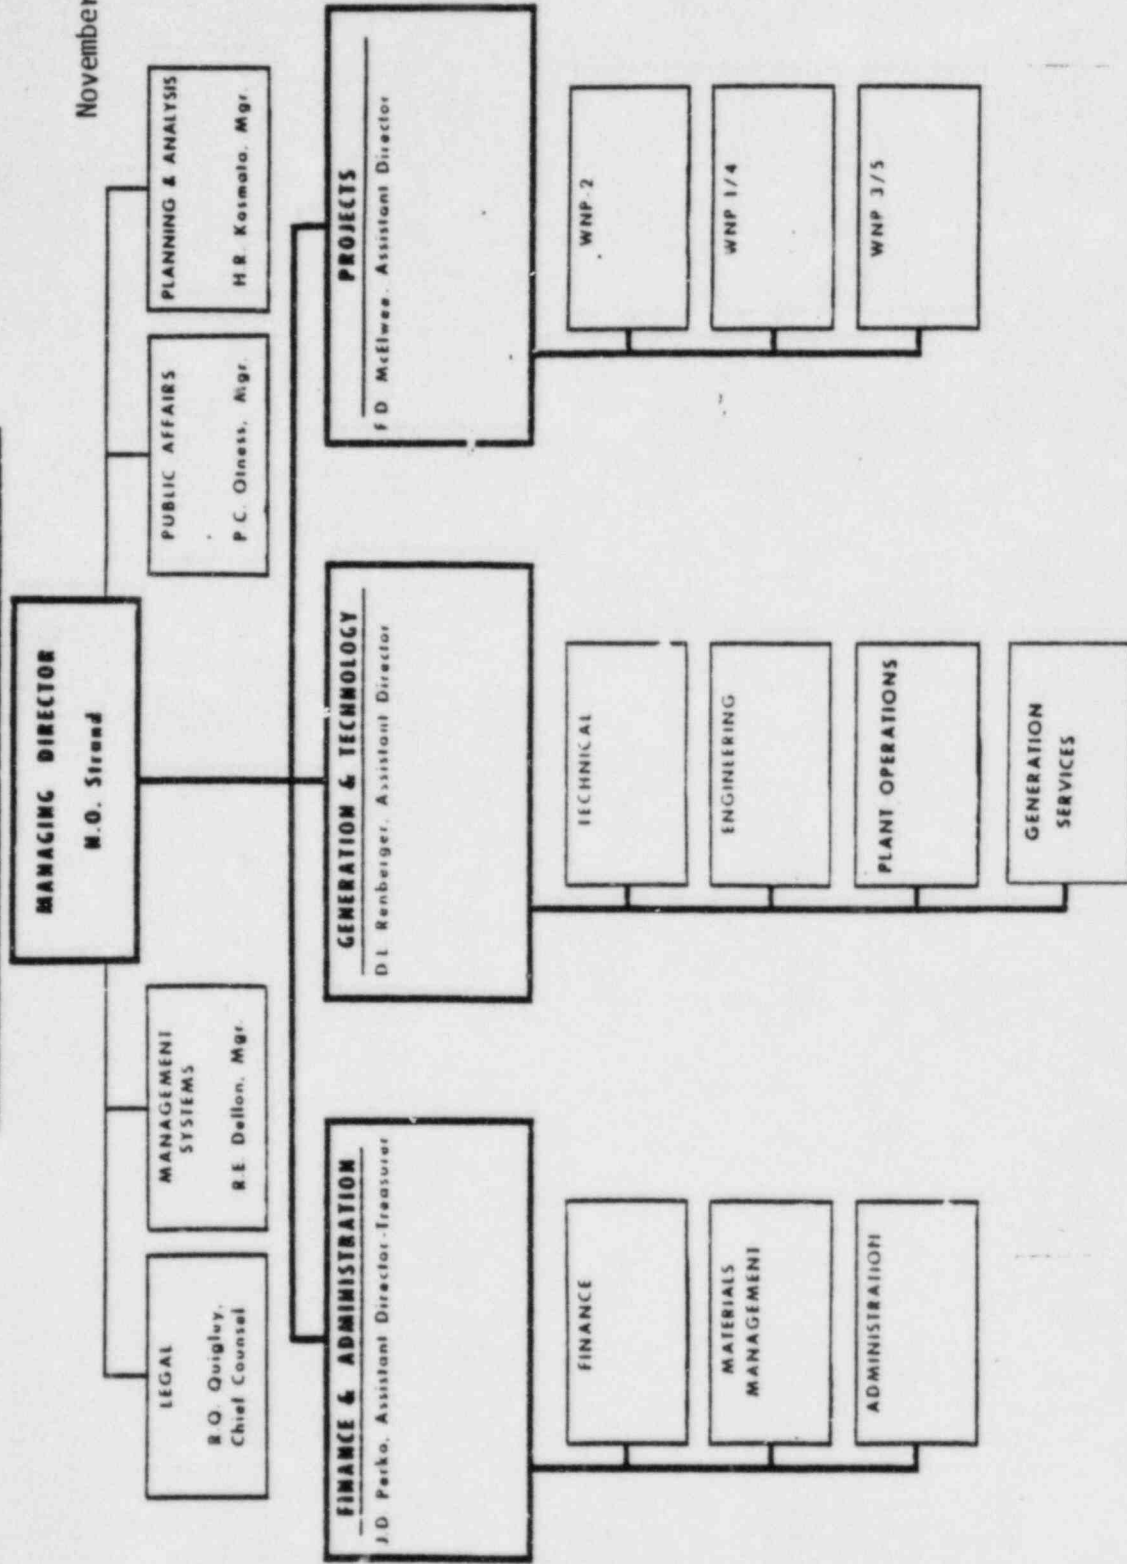 November
MANAGING DIRECTOR
N.O. Strand
LEGAL
R.Q. Quigley,
Chief Counsel
MANAGEMENT
SYSTEMS
R.E. Dellon, Mgr.
PUBLIC AFFAIRS
P.C. Otness, Mgr.
PLANNING & ANALYSIS
H.R. Kosmata, Mgr.
FINANCE & ADMINISTRATION
J.D. Perko, Assistant Director-Treasurer
GENERATION & TECHNOLOGY
D L Renberger, Assistant Director
PROJECTS
F D McElwee, Assistant Director
FINANCE
MATERIALS
MANAGEMENT
ADMINISTRATION
TECHNICAL
ENGINEERING
PLANT OPERATIONS
GENERATION
SERVICES
WNP-2
WNP 1/4
WNP 3/5